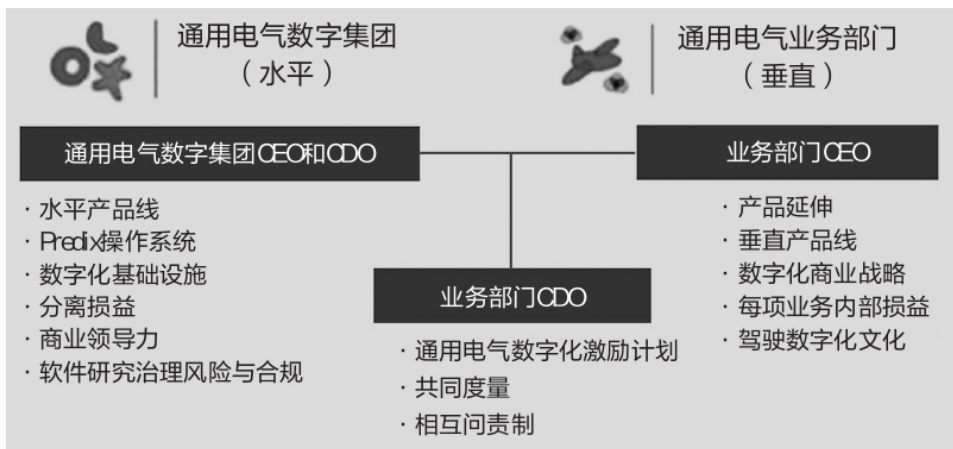 通用电气数字集团
（水平）
通用电气业务部门
（垂直）
通用电气数字集团CEO和CDO
业务部门CEO
·水平产品线
·Predix操作系统
·数字化基础设施
·分离损益
·商业领导力
·软件研究治理风险与合规
业务部门CDO
·通用电气数字化激励计划
·共同度量
·相互问责制
·产品延伸
·垂直产品线
·数字化商业战略
·每项业务内部损益
·驾驶数字化文化